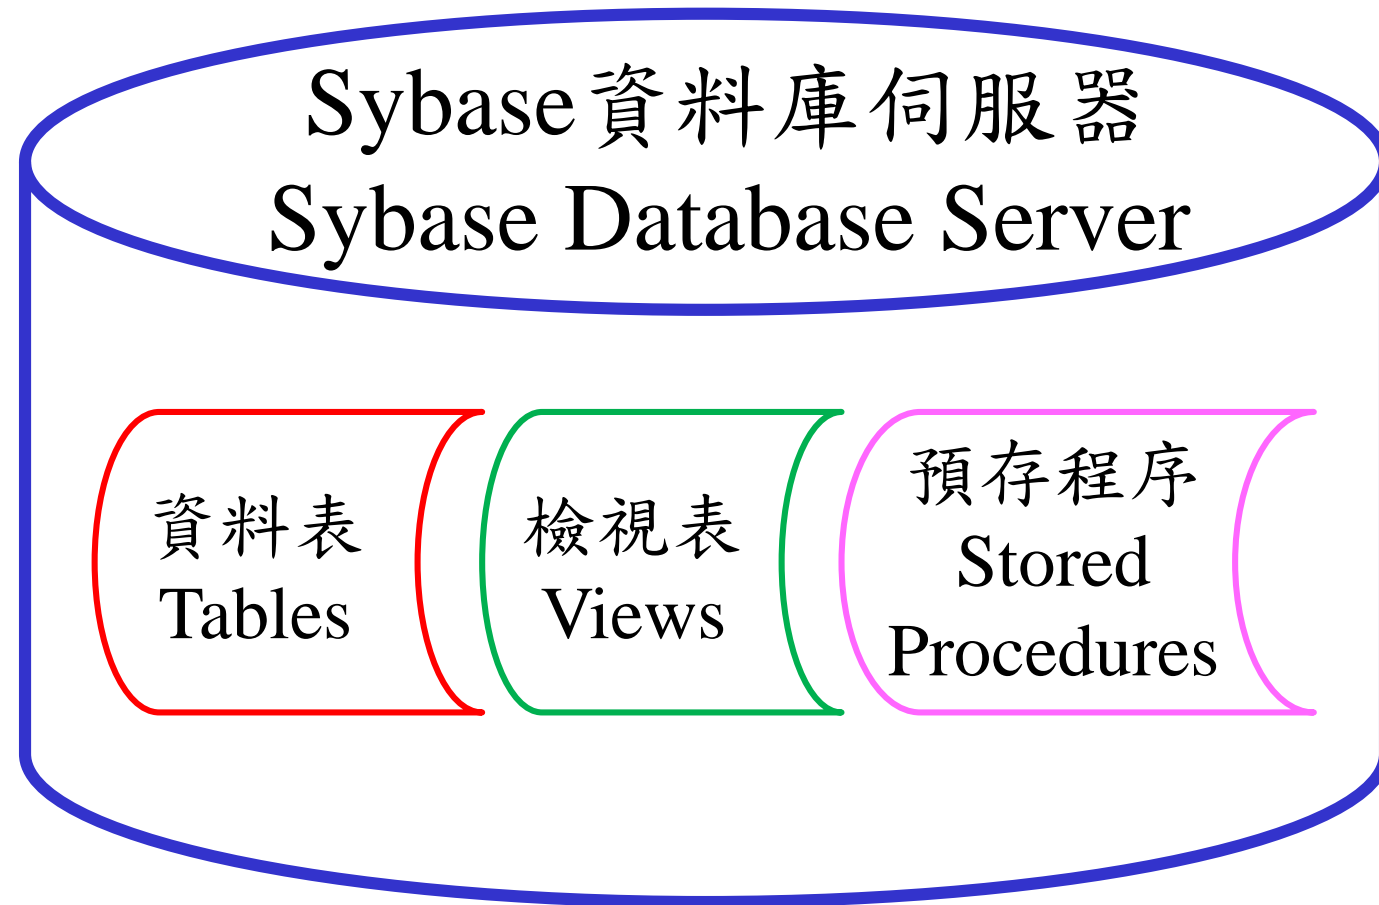 Sybase資料庫伺服器
Sybase Database Server
資料表
Tables
檢視表
Views
預存程序
Stored
Procedures